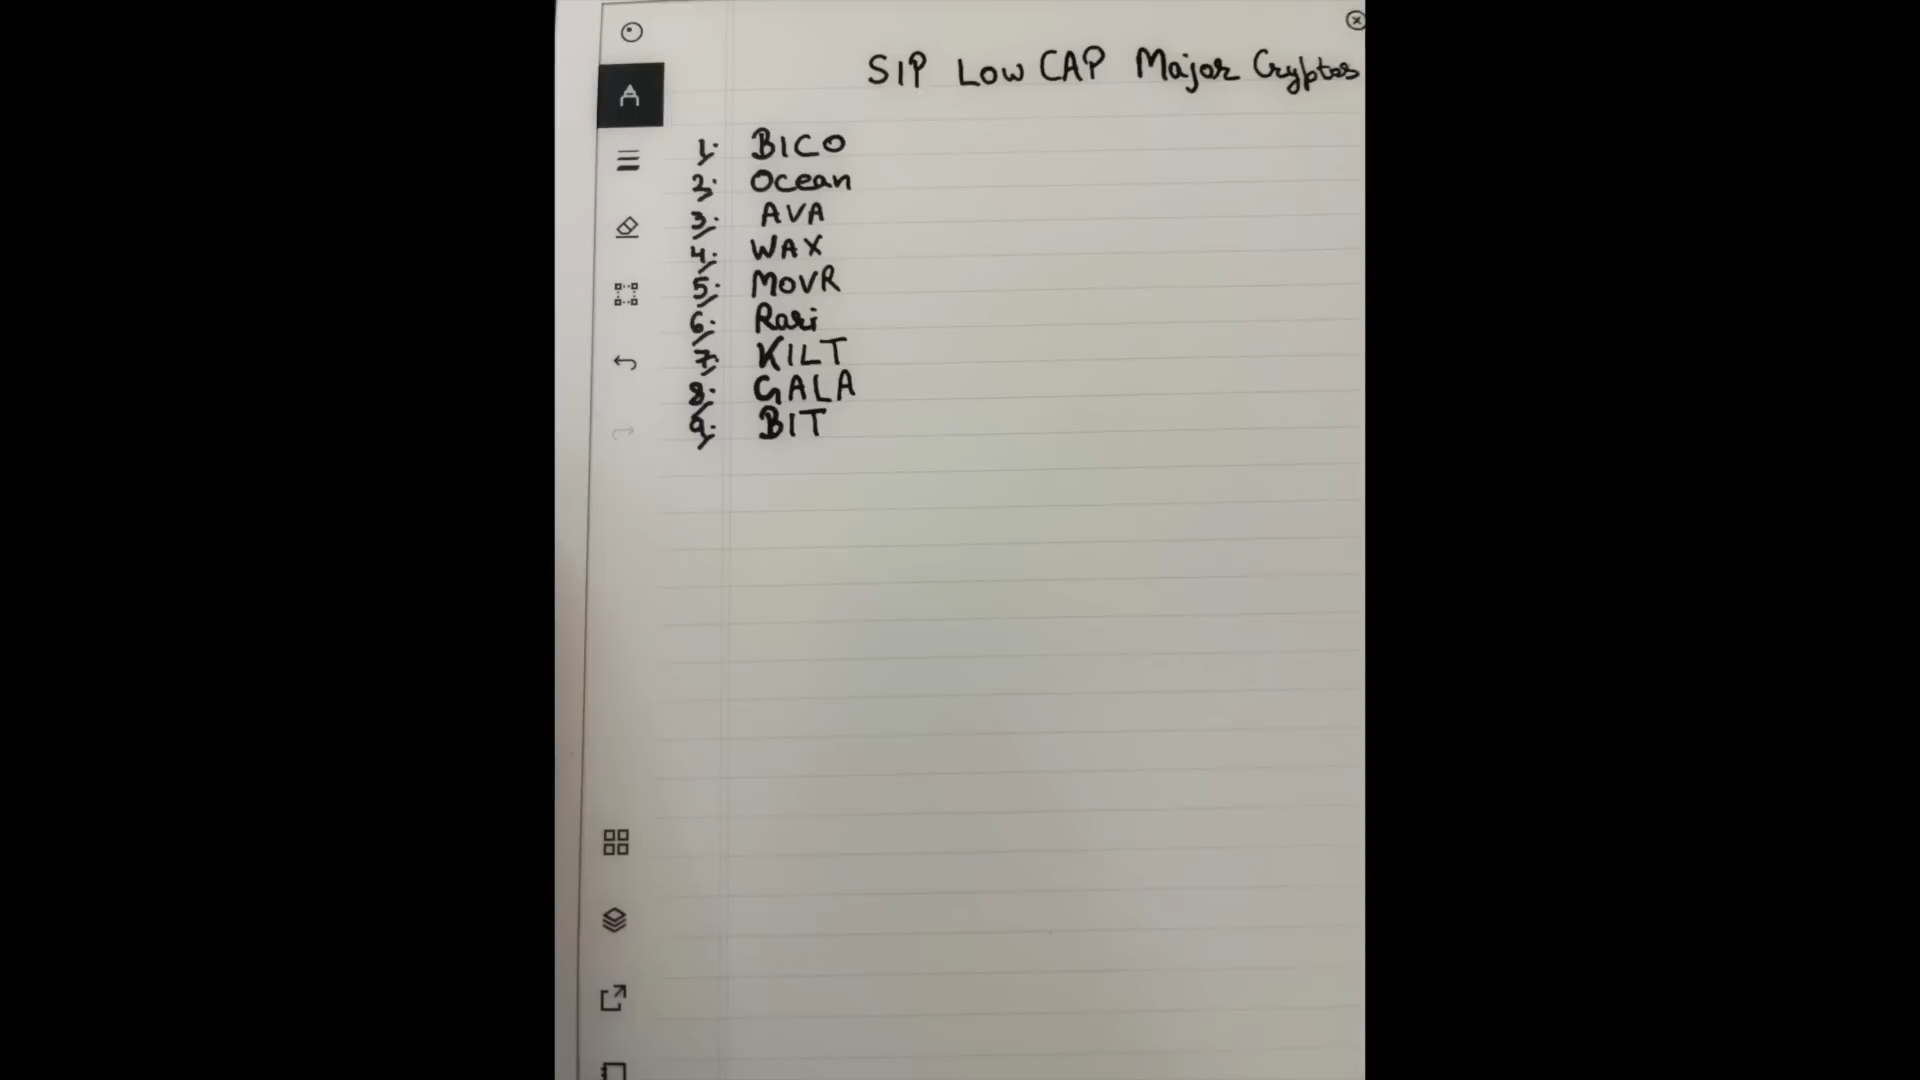 SIP Low CAP Major Cryptos
1. BICO
2. Ocean
3. AVA
4. WAX
5. MOVR
6. Rari
7. KILT
8. GALA
9. BIT